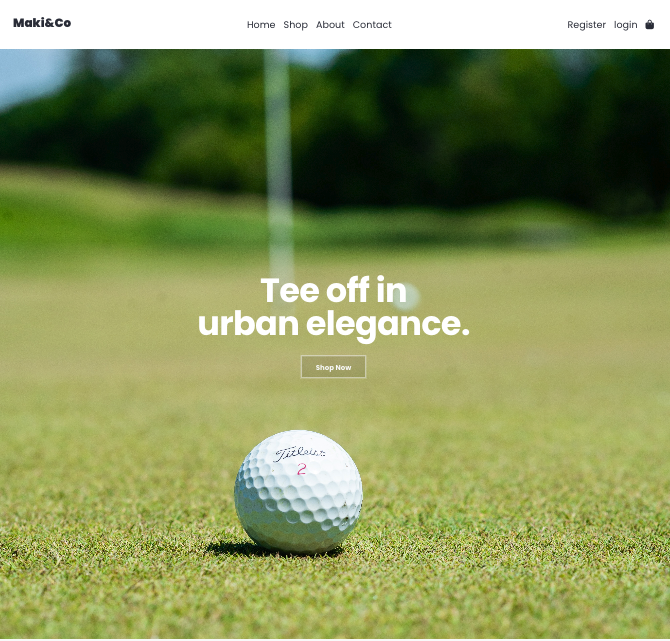 Maki&Co
Home Shop About Contact
Register login
Tee off in
urban elegance.
Shop Now
Titleist
2